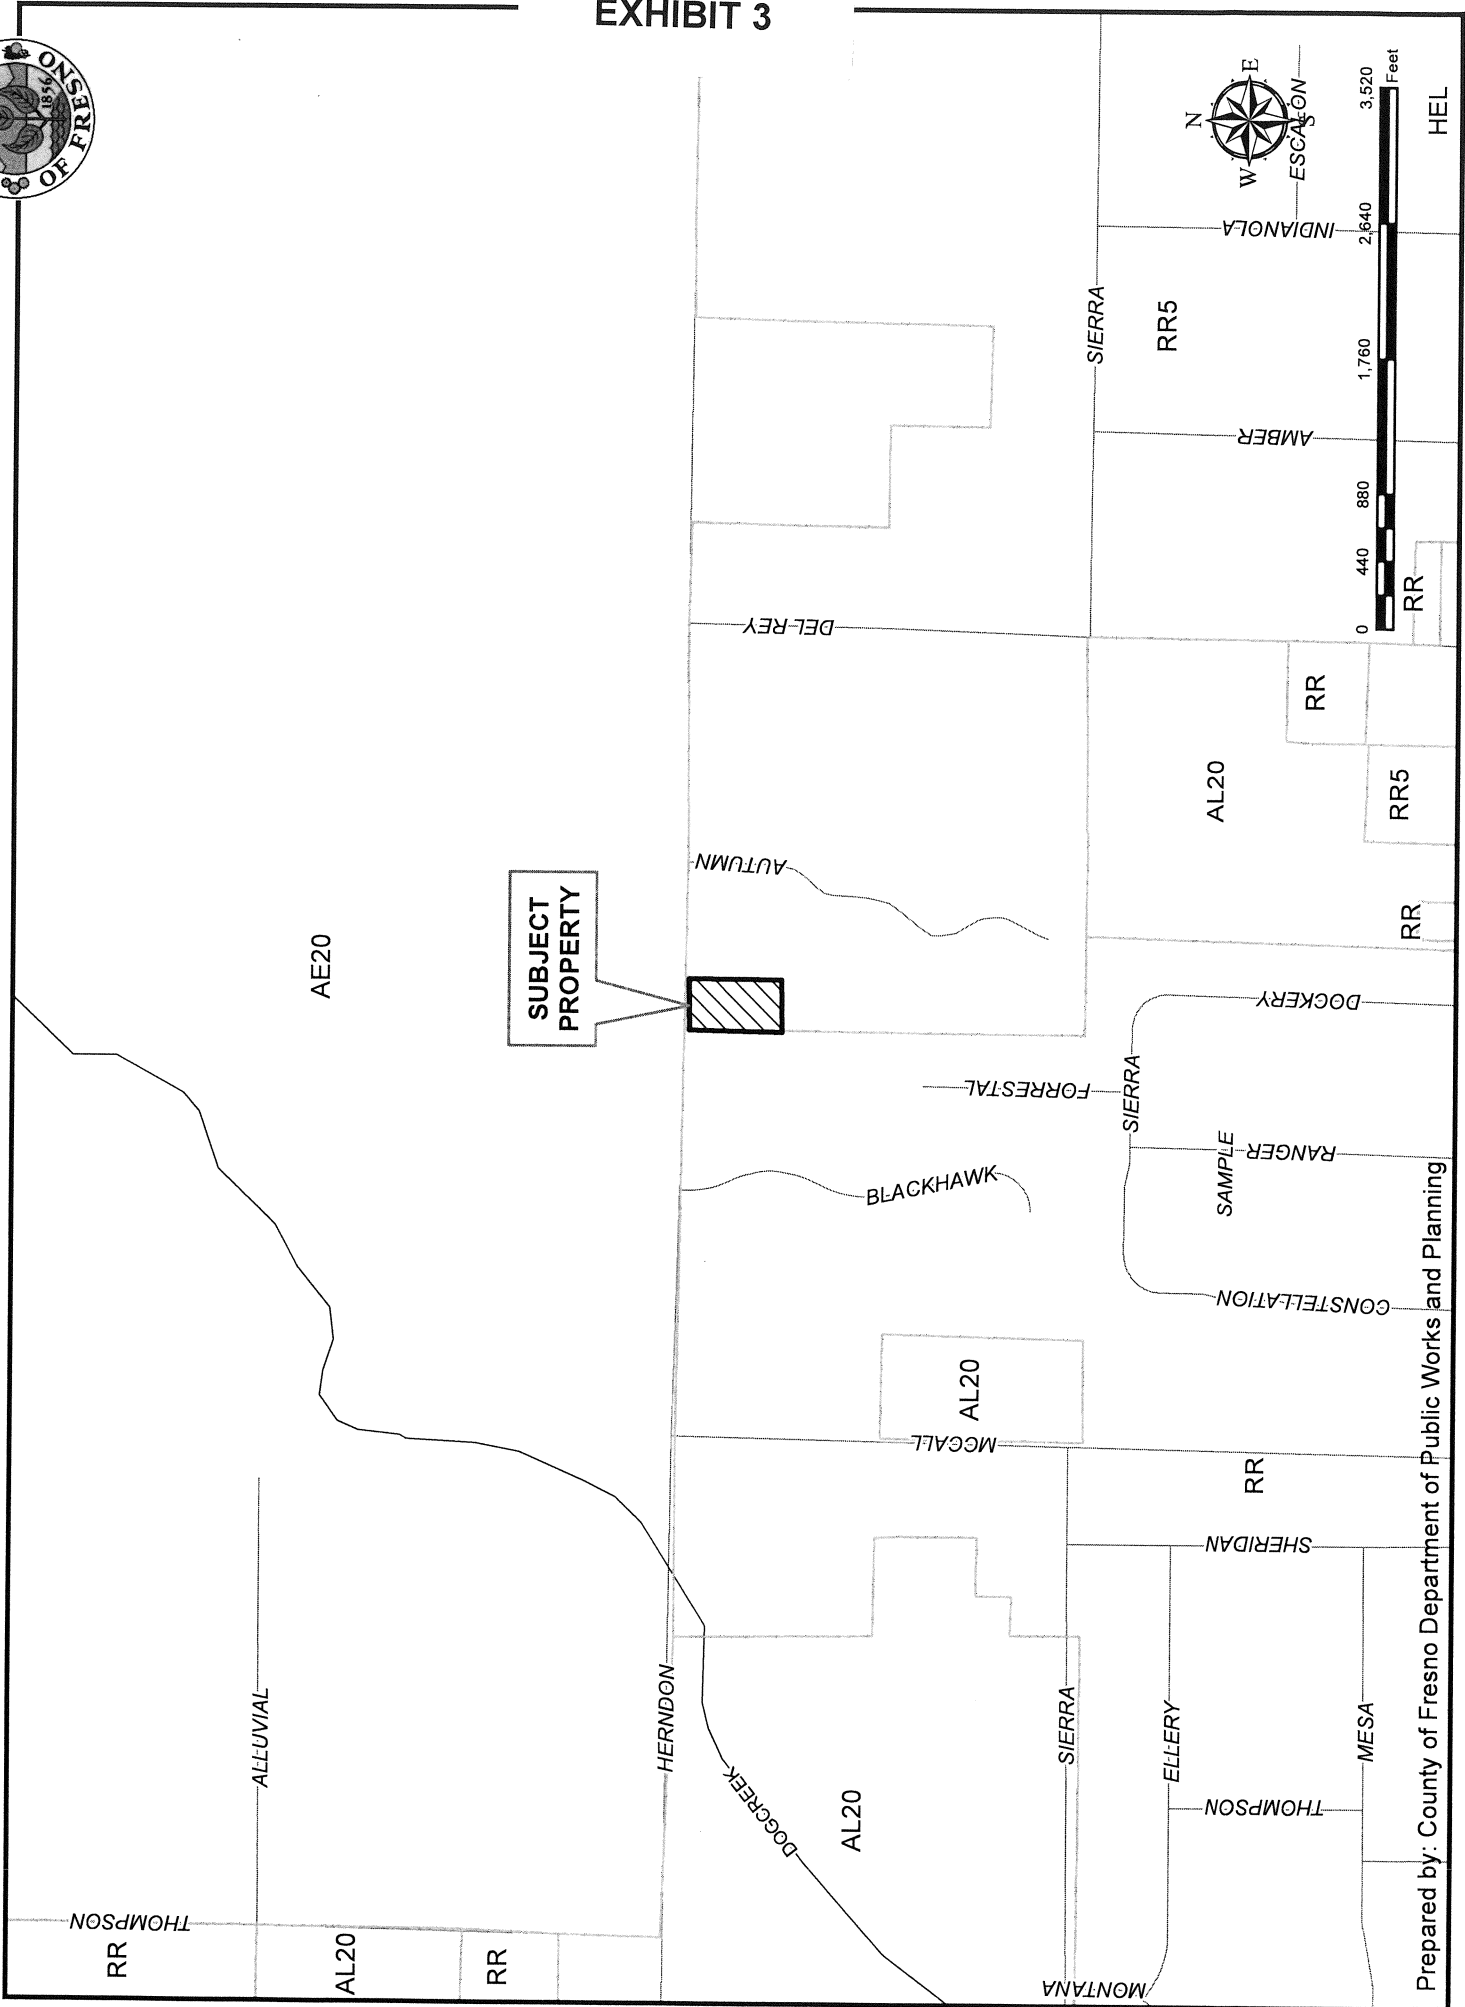 EXHIBIT 3
OF FRESNO
1856
RR
THOMPSON
AL20
RR
ALLUVIAL
AE20
SUBJECT
PROPERTY
HERNDON
DOGCREEK
AL20
MCCALL
AL20
BLACKHAWK
FORRESTAL
AUTUMN
DEL REY
SIERRA
SIERRA
SIERRA
MONTANA
ELLERY
THOMPSON
MESA
SHERIDAN
RR
CONSTELLATION
SAMPLE
RANGER
DOCKERY
AL20
RR
RR5
RR
RR
AMBER
RR5
INDIANOLA
ESCALON
N
E
S
W
0 440 880 1,760 2,640 3,520
Feet
Prepared by: County of Fresno Department of Public Works and Planning
HEL